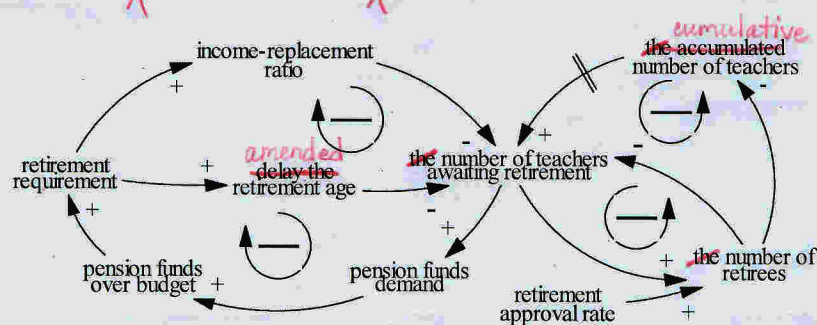 cumulative
the accumulated
number of teachers
income-replacement
ratio
+
-
+
amended
delay the
retirement age
the number of teachers
awaiting retirement
retirement
requirement
+
-
-
-
+
+
pension funds
over budget
+
pension funds
demand
+
the number of
retirees
retirement
approval rate
+